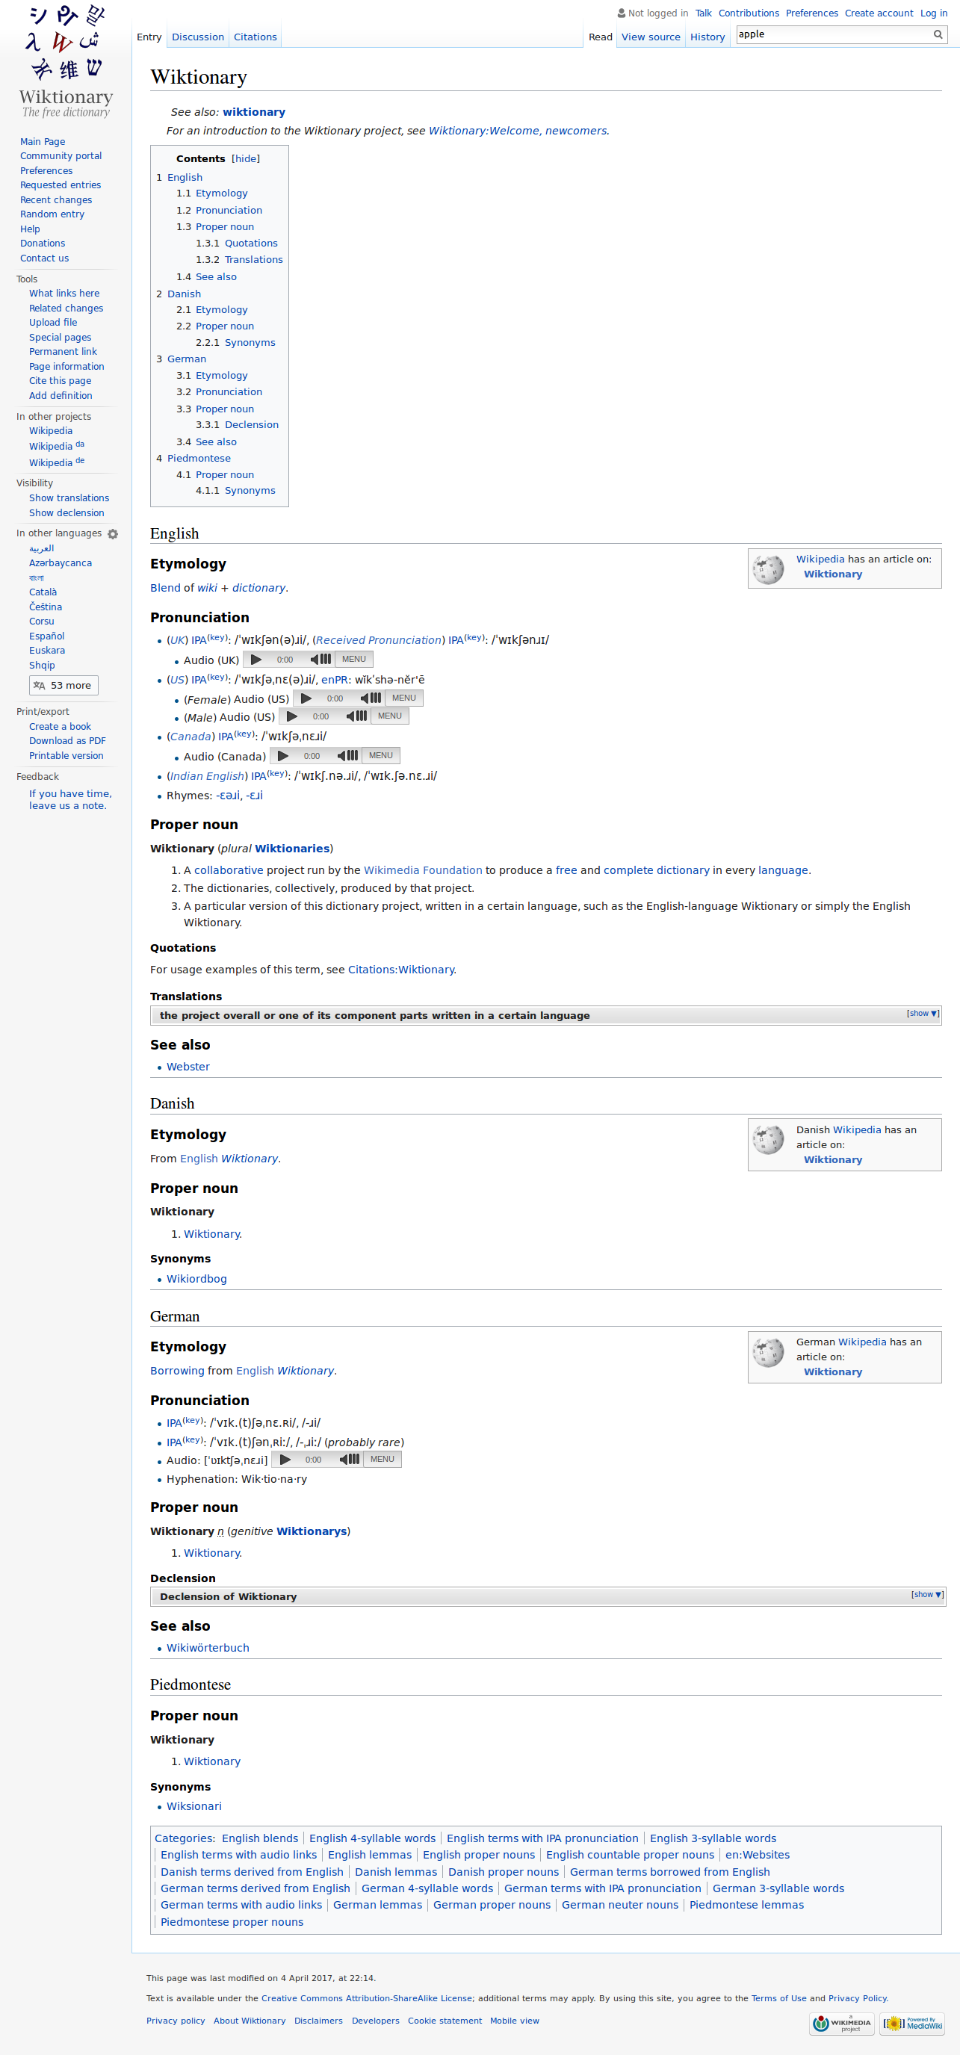 Not logged in Talk Contributions Preferences Create account Log in
Entry Discussion Citations Read View source History apple
シ
维
W
ש
Wiktionary
The free dictionary
Main Page
Community portal
Preferences
Requested entries
Recent changes
Random entry
Help
Donations
Contact us
Tools
What links here
Related changes
Upload file
Special pages
Permanent link
Page information
Cite this page
Add definition
In other projects
Wikipedia
Wikipedia da
Wikipedia de
Visibility
Show translations
Show declension
In other languages
العربية
Azərbaycanca
বাংলা
Català
Čeština
Corsu
Español
Euskara
Shqip
53 more
Print/export
Create a book
Download as PDF
Printable version
Feedback
If you have time,
leave us a note.
Wiktionary
See also: wiktionary
For an introduction to the Wiktionary project, see Wiktionary:Welcome, newcomers.
Contents [hide]
1 English
1.1 Etymology
1.2 Pronunciation
1.3 Proper noun
1.3.1 Quotations
1.3.2 Translations
1.4 See also
2 Danish
2.1 Etymology
2.2 Proper noun
2.2.1 Synonyms
3 German
3.1 Etymology
3.2 Pronunciation
3.3 Proper noun
3.3.1 Declension
3.4 See also
4 Piedmontese
4.1 Proper noun
4.1.1 Synonyms
English
Wikipedia has an article on:
Wiktionary
Etymology
Blend of wiki + dictionary.
Pronunciation
• (UK) IPA(key): /ˈwɪkʃən(ə)ɹi/, (Received Pronunciation) IPA(key): /ˈwɪkʃənɹɪ/
• Audio (UK) 0:00 MENU
• (US) IPA(key): /ˈwɪkʃəˌnɛ(ə)ɹi/, enPR: wĭkʹshə-nĕrʹē
• (Female) Audio (US) 0:00 MENU
• (Male) Audio (US) 0:00 MENU
• (Canada) IPA(key): /ˈwɪkʃəˌnɛɹi/
• Audio (Canada) 0:00 MENU
• (Indian English) IPA(key): /ˈwɪkʃ.nə.ɹi/, /ˈwɪk.ʃə.nɛ.ɹi/
• Rhymes: -ɛəɹi, -ɛɹi
Proper noun
Wiktionary (plural Wiktionaries)
1. A collaborative project run by the Wikimedia Foundation to produce a free and complete dictionary in every language.
2. The dictionaries, collectively, produced by that project.
3. A particular version of this dictionary project, written in a certain language, such as the English-language Wiktionary or simply the English
Wiktionary.
Quotations
For usage examples of this term, see Citations:Wiktionary.
Translations
the project overall or one of its component parts written in a certain language [show ▼]
See also
• Webster
Danish
Danish Wikipedia has an
article on:
Wiktionary
Etymology
From English Wiktionary.
Proper noun
Wiktionary
1. Wiktionary.
Synonyms
• Wikiordbog
German
German Wikipedia has an
article on:
Wiktionary
Etymology
Borrowing from English Wiktionary.
Pronunciation
• IPA(key): /ˈvɪk.(t)ʃəˌnɛ.ʀi/, /-ɹi/
• IPA(key): /ˈvɪk.(t)ʃənˌʀiː/, /-ˌɹiː/ (probably rare)
• Audio: [ˈʋɪktʃəˌnɛɹi] 0:00 MENU
• Hyphenation: Wik‧tio‧na‧ry
Proper noun
Wiktionary n (genitive Wiktionarys)
1. Wiktionary.
Declension
Declension of Wiktionary [show ▼]
See also
• Wikiwörterbuch
Piedmontese
Proper noun
Wiktionary
1. Wiktionary
Synonyms
• Wiksionari
Categories: English blends | English 4-syllable words | English terms with IPA pronunciation | English 3-syllable words
| English terms with audio links | English lemmas | English proper nouns | English countable proper nouns | en:Websites
| Danish terms derived from English | Danish lemmas | Danish proper nouns | German terms borrowed from English
| German terms derived from English | German 4-syllable words | German terms with IPA pronunciation | German 3-syllable words
| German terms with audio links | German lemmas | German proper nouns | German neuter nouns | Piedmontese lemmas
| Piedmontese proper nouns
This page was last modified on 4 April 2017, at 22:14.
Text is available under the Creative Commons Attribution-ShareAlike License; additional terms may apply. By using this site, you agree to the Terms of Use and Privacy Policy.
Privacy policy About Wiktionary Disclaimers Developers Cookie statement Mobile view
A WIKIMEDIA project
Powered By MediaWiki